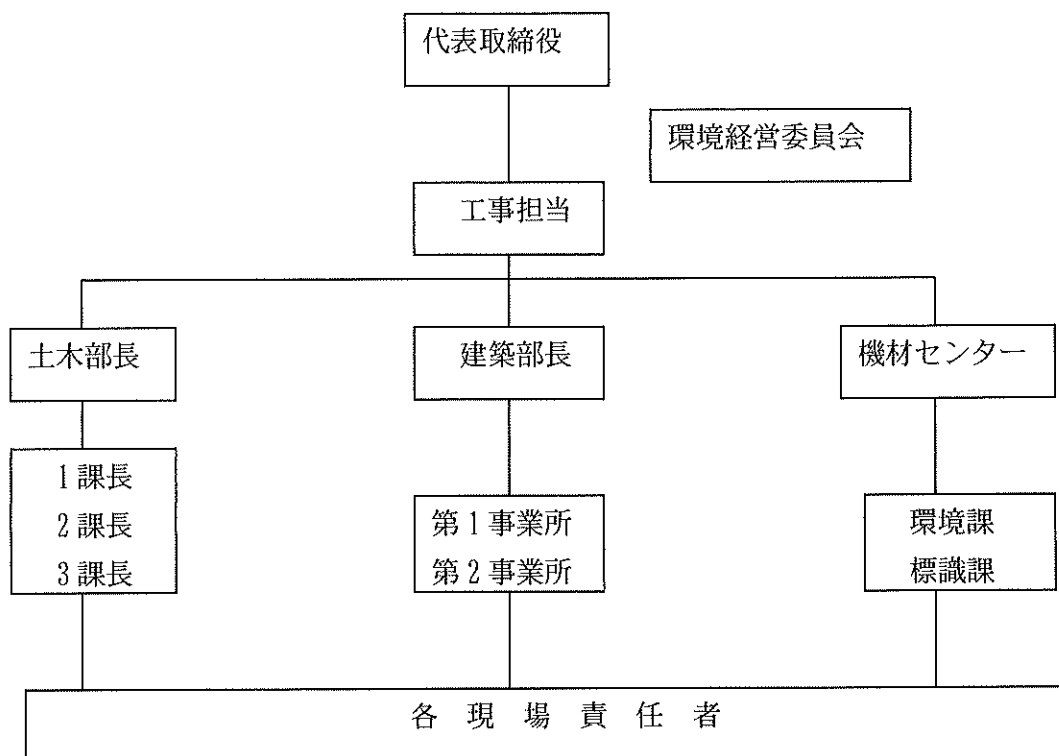 代表取締役
環境経営委員会
工事担当
土木部長
建築部長
機材センター
1課長
2課長
3課長
第1事業所
第2事業所
環境課
標識課
各現場責任者